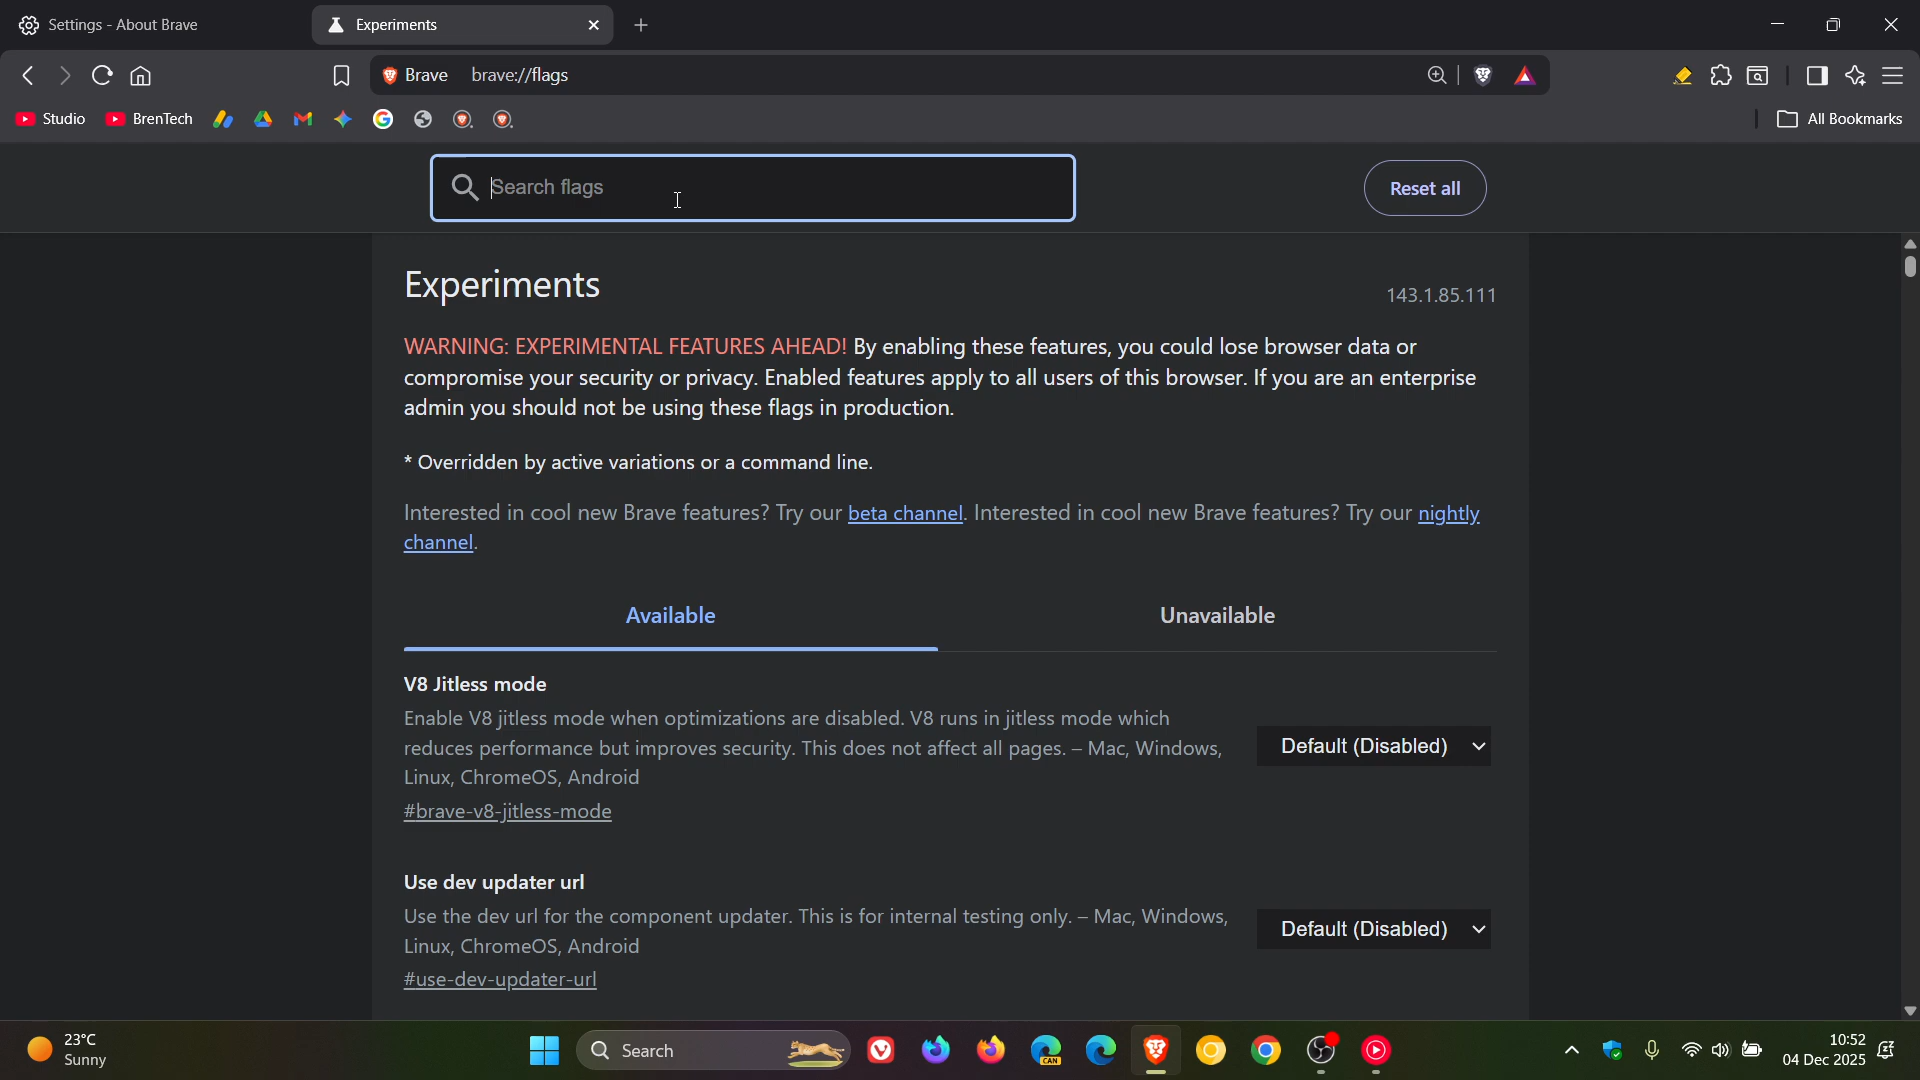 Settings - About Brave
Experiments
Brave brave://flags
Studio
BrenTech
All Bookmarks
Search flags
Reset all
Experiments
143.1.85.111
WARNING: EXPERIMENTAL FEATURES AHEAD! By enabling these features, you could lose browser data or
compromise your security or privacy. Enabled features apply to all users of this browser. If you are an enterprise
admin you should not be using these flags in production.
* Overridden by active variations or a command line.
Interested in cool new Brave features? Try our beta channel. Interested in cool new Brave features? Try our nightly
channel.
Available
Unavailable
V8 Jitless mode
Enable V8 jitless mode when optimizations are disabled. V8 runs in jitless mode which
reduces performance but improves security. This does not affect all pages. – Mac, Windows,
Linux, ChromeOS, Android
#brave-v8-jitless-mode
Default (Disabled)
Use dev updater url
Use the dev url for the component updater. This is for internal testing only. – Mac, Windows,
Linux, ChromeOS, Android
#use-dev-updater-url
Default (Disabled)
23°C
Sunny
Search
CAN
10:52
04 Dec 2025